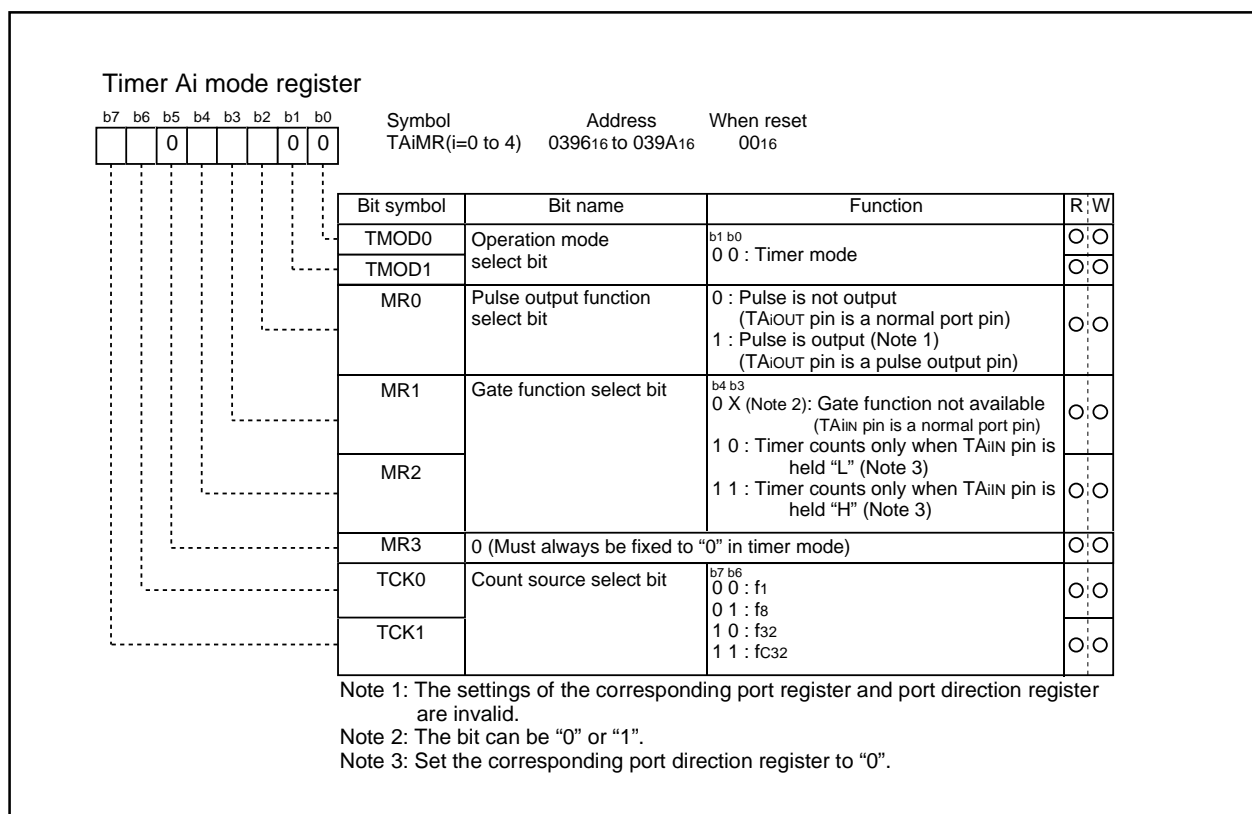 Timer Ai mode register
b7 b6 b5 b4 b3 b2 b1 b0
0 0 0
Symbol Address When reset
TAiMR(i=0 to 4) 039616 to 039A16 0016
Bit symbol Bit name Function R W
TMOD0 Operation mode b1 b0
TMOD1 select bit 0 0 : Timer mode
MR0 Pulse output function 0 : Pulse is not output
select bit (TAiOUT pin is a normal port pin)
1 : Pulse is output (Note 1)
(TAiOUT pin is a pulse output pin)
MR1 Gate function select bit b4 b3
0 X (Note 2): Gate function not available
(TAiIN pin is a normal port pin)
1 0 : Timer counts only when TAiIN pin is
MR2 held “L” (Note 3)
1 1 : Timer counts only when TAiIN pin is
held “H” (Note 3)
MR3 0 (Must always be fixed to “0” in timer mode)
TCK0 Count source select bit b7 b6
0 0 : f1
0 1 : f8
TCK1 1 0 : f32
1 1 : fC32
Note 1: The settings of the corresponding port register and port direction register
are invalid.
Note 2: The bit can be “0” or “1”.
Note 3: Set the corresponding port direction register to “0”.